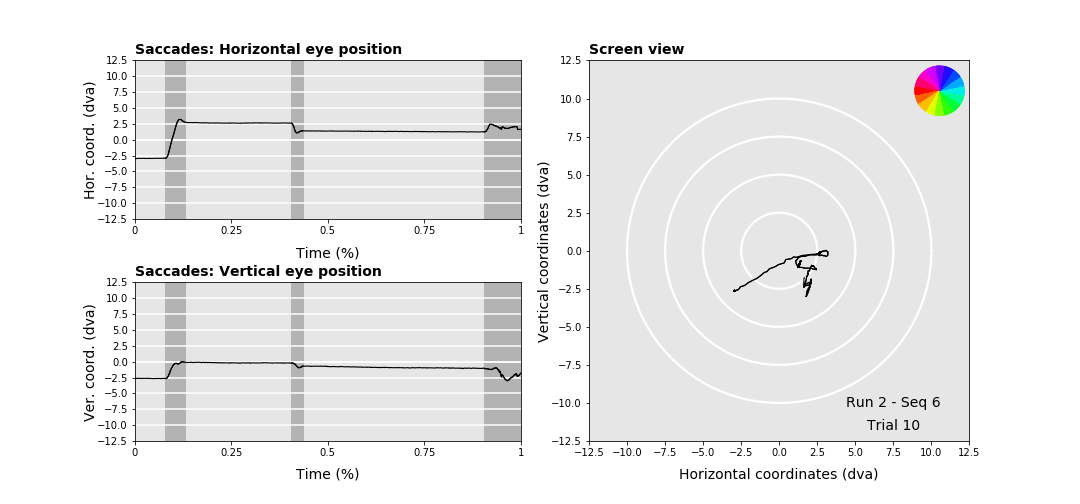 Saccades: Horizontal eye position
12.5
10.0
7.5
5.0
2.5
0.0
−2.5
−5.0
−7.5
−10.0
−12.5
Hor. coord. (dva)
0 0.25 0.5 0.75 1
Time (%)
Saccades: Vertical eye position
12.5
10.0
7.5
5.0
2.5
0.0
−2.5
−5.0
−7.5
−10.0
−12.5
Ver. coord. (dva)
0 0.25 0.5 0.75 1
Time (%)
Screen view
12.5
10.0
7.5
5.0
2.5
0.0
−2.5
−5.0
−7.5
−10.0
−12.5
Vertical coordinates (dva)
Run 2 - Seq 6
Trial 10
−12.5 −10.0 −7.5 −5.0 −2.5 0.0 2.5 5.0 7.5 10.0 12.5
Horizontal coordinates (dva)